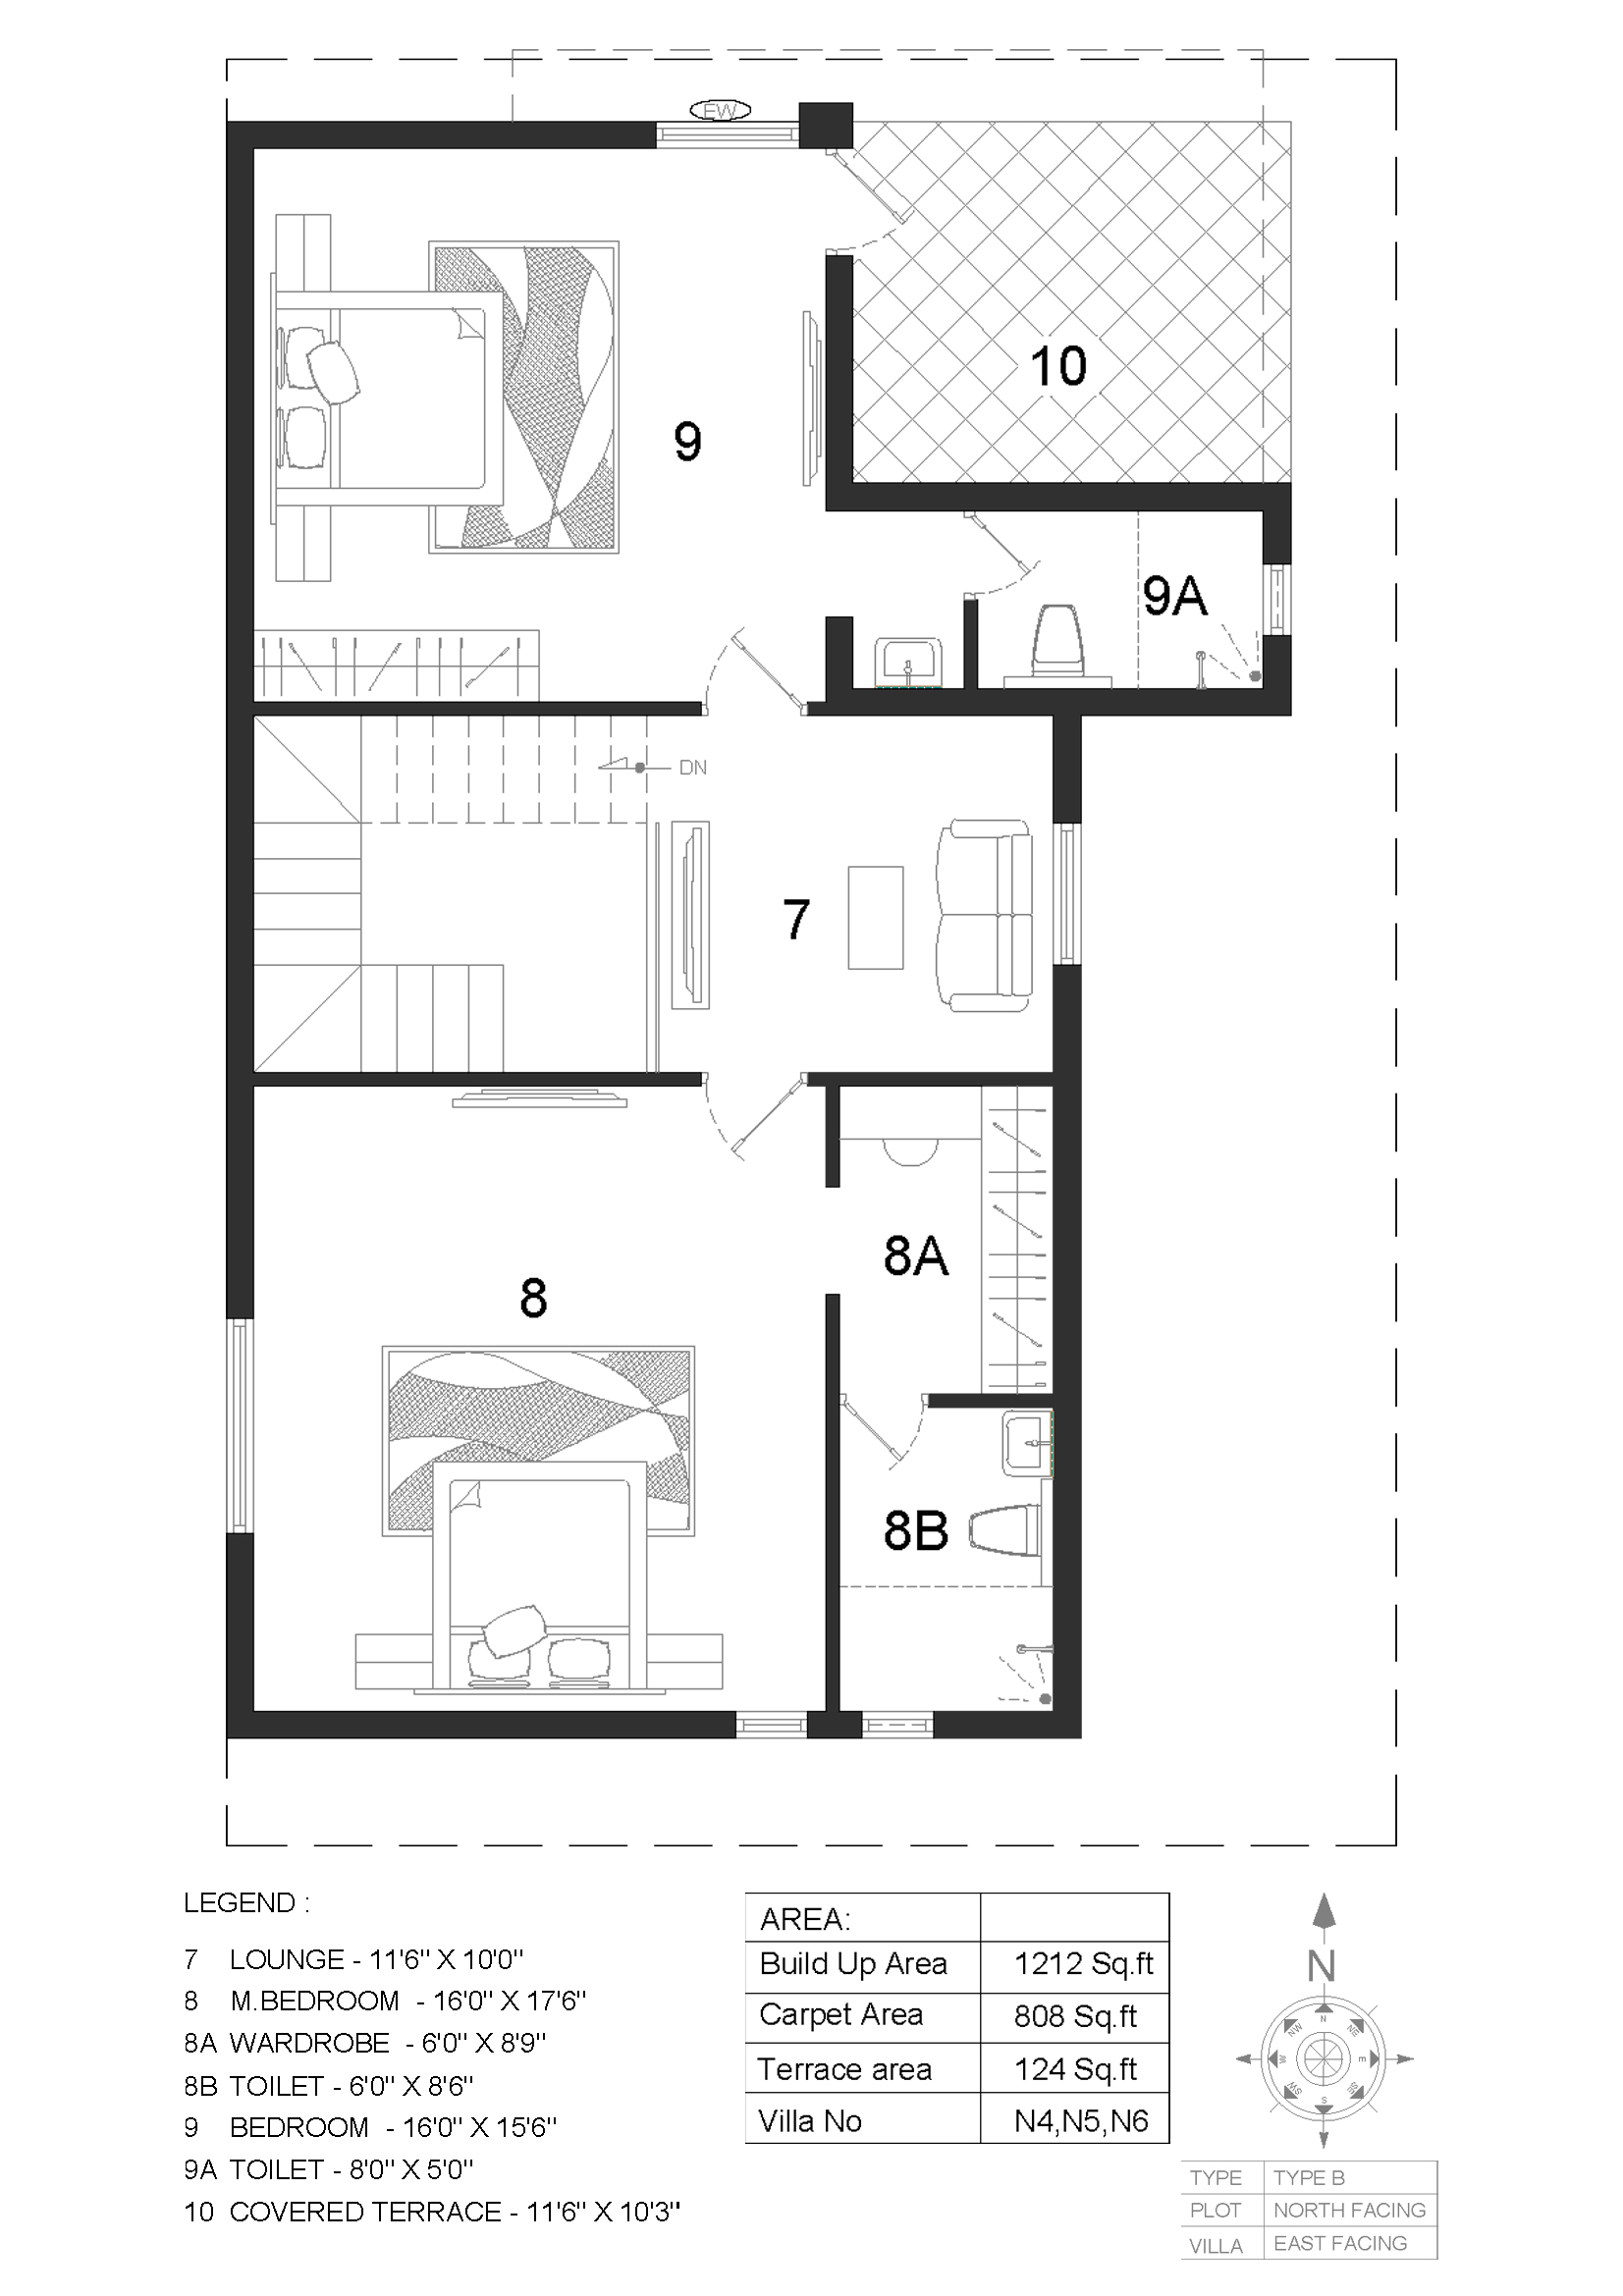 EW
10
9
9A
DN
7
8A
8
8B
LEGEND :
7 LOUNGE - 11'6" X 10'0"
8 M.BEDROOM - 16'0" X 17'6"
8A WARDROBE - 6'0" X 8'9"
8B TOILET - 6'0" X 8'6"
9 BEDROOM - 16'0" X 15'6"
9A TOILET - 8'0" X 5'0"
10 COVERED TERRACE - 11'6" X 10'3"
AREA:
Build Up Area 1212 Sq.ft
Carpet Area 808 Sq.ft
Terrace area 124 Sq.ft
Villa No N4,N5,N6
N
N
NW NE
W E
SW SE
S
TYPE TYPE B
PLOT NORTH FACING
VILLA EAST FACING